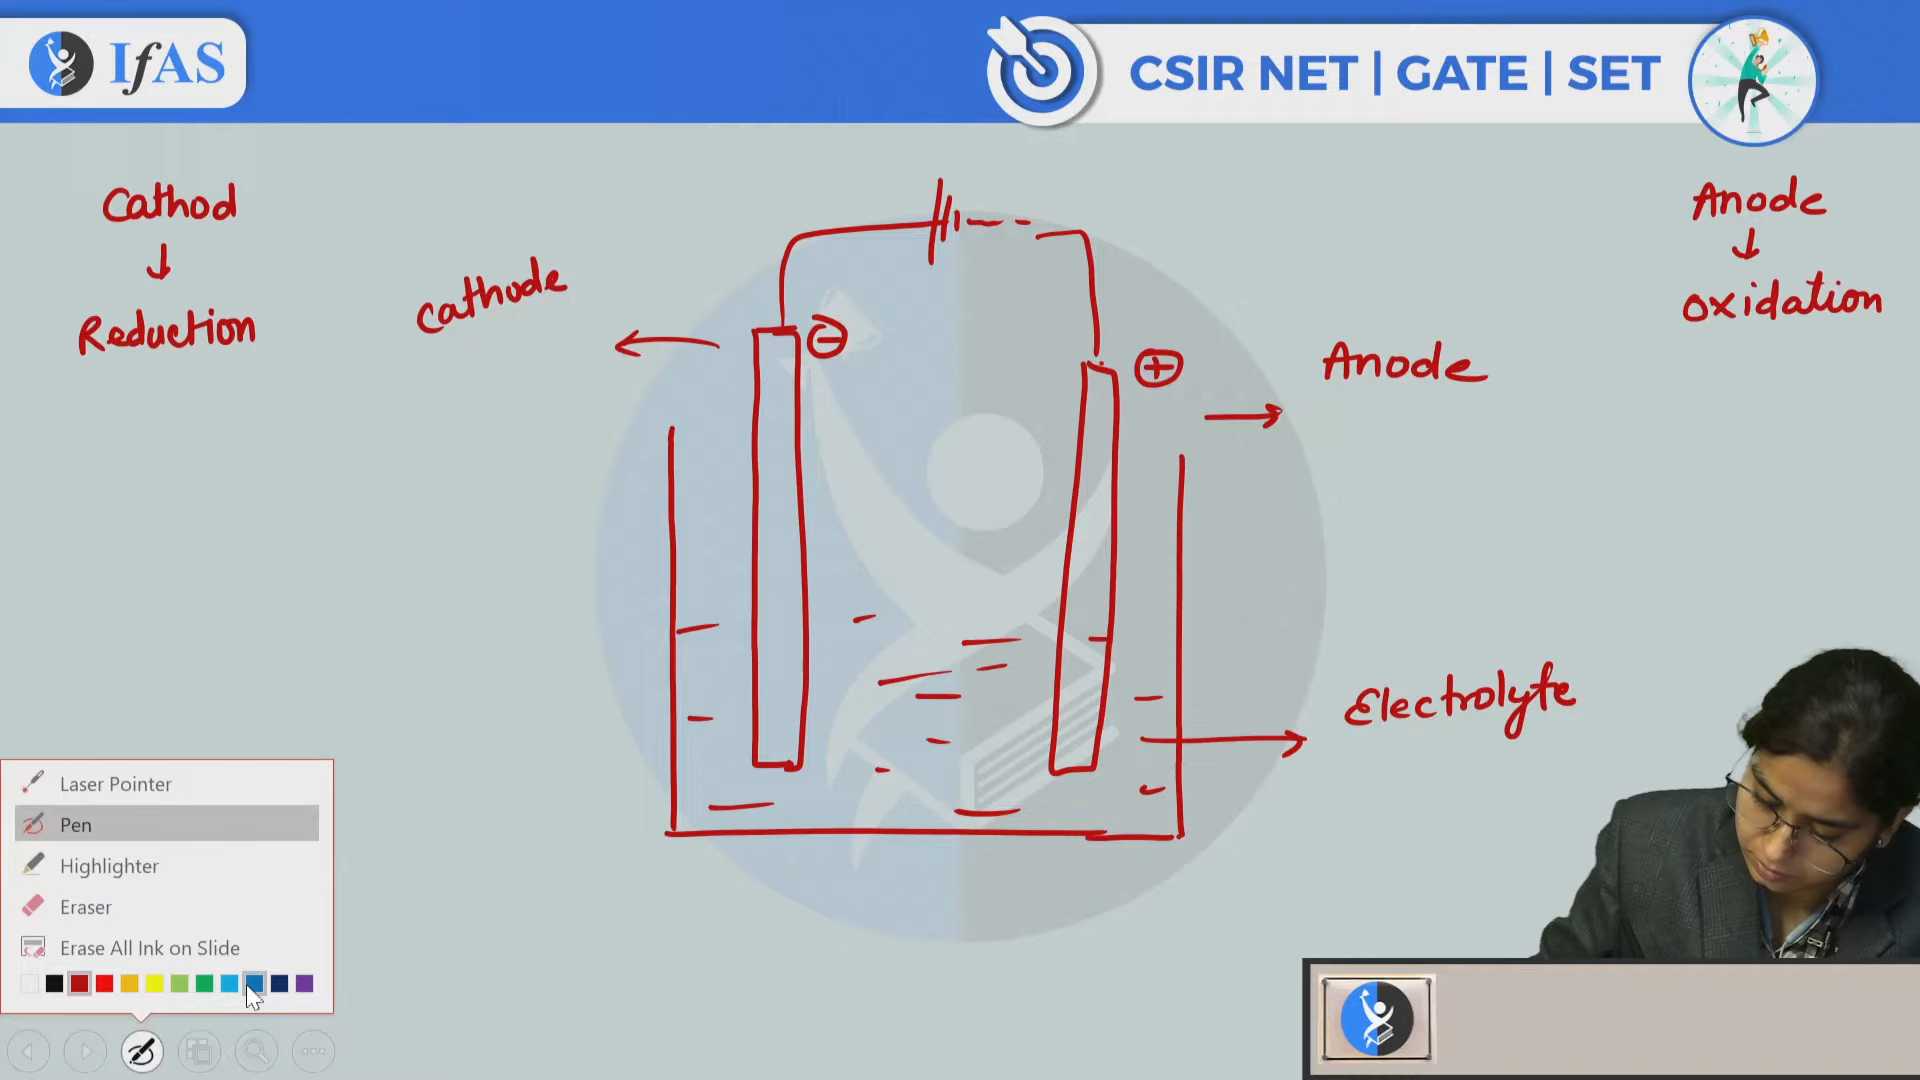 IfAS
CSIR NET | GATE | SET
Cathod
Reduction
cathode
Anode
oxidation
Anode
Electrolyte
Laser Pointer
Pen
Highlighter
Eraser
Erase All Ink on Slide